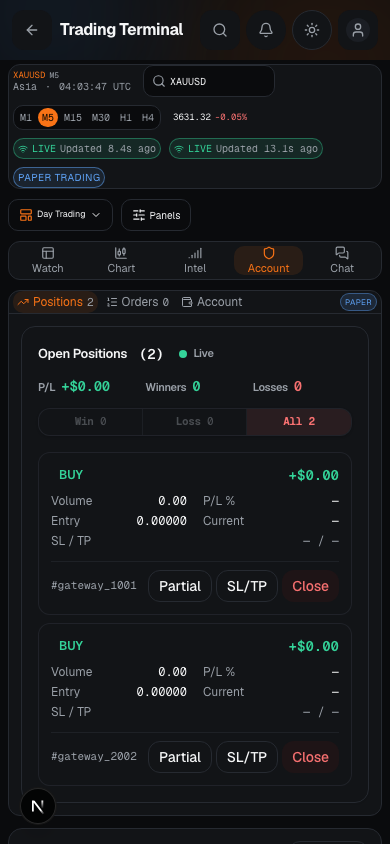 Trading Terminal
XAUUSD M5
Asia · 04:03:47 UTC
XAUUSD
M1 M5 M15 M30 H1 H4
3631.32 -0.05%
LIVE Updated 8.4s ago
LIVE Updated 13.1s ago
PAPER TRADING
Day Trading
Panels
Watch
Chart
Intel
Account
Chat
Positions 2
Orders 0
Account
PAPER
Open Positions (2)
Live
P/L +$0.00
Winners 0
Losses 0
Win 0
Loss 0
All 2
BUY +$0.00
Volume 0.00 P/L % —
Entry 0.00000 Current —
SL / TP — / —
#gateway_1001 Partial SL/TP Close
BUY +$0.00
Volume 0.00 P/L % —
Entry 0.00000 Current —
SL / TP — / —
#gateway_2002 Partial SL/TP Close
N